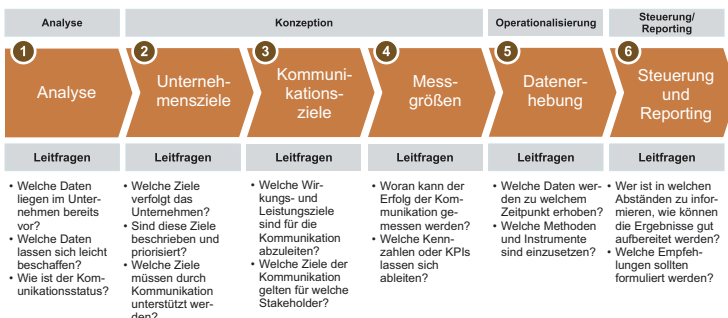 Analyse
Konzeption
Operationalisierung
Steuerung/
Reporting
1
Analyse
2
Unterneh-
mensziele
3
Kommuni-
kations-
ziele
4
Mess-
größen
5
Datener-
hebung
6
Steuerung
und
Reporting
Leitfragen
Leitfragen
Leitfragen
Leitfragen
Leitfragen
Leitfragen
• Welche Daten
liegen im Unter-
nehmen bereits
vor?
• Welche Daten
lassen sich leicht
beschaffen?
• Wie ist der Kom-
munikationsstatus?
• Welche Ziele
verfolgt das
Unternehmen?
• Sind diese Ziele
beschrieben und
priorisiert?
• Welche Ziele
müssen durch
Kommunikation
unterstützt wer-
den?
• Welche Wir-
kungs- und
Leistungsziele
sind für die
Kommunikation
abzuleiten?
• Welche Ziele der
Kommunikation
gelten für welche
Stakeholder?
• Woran kann der
Erfolg der Kom-
munikation ge-
messen werden?
• Welche Kenn-
zahlen oder KPIs
lassen sich
ableiten?
• Welche Daten wer-
den zu welchem
Zeitpunkt erhoben?
• Welche Methoden
und Instrumente
sind einzusetzen?
• Wer ist in welchen
Abständen zu infor-
mieren, wie können
die Ergebnisse gut
aufbereitet werden?
• Welche Empfeh-
lungen sollten
formuliert werden?